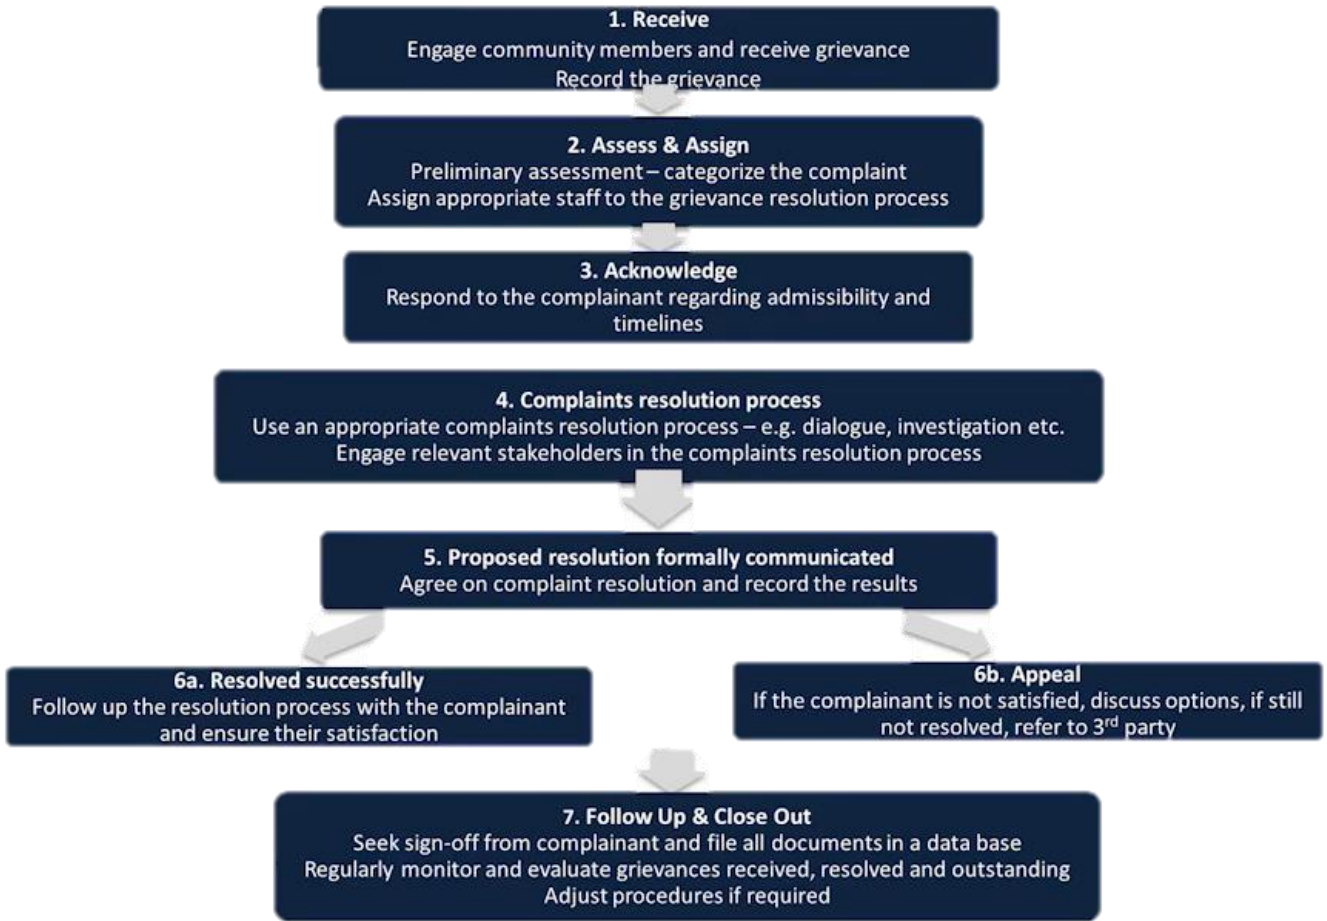 1. Receive
Engage community members and receive grievance
Record the grievance
2. Assess & Assign
Preliminary assessment – categorize the complaint
Assign appropriate staff to the grievance resolution process
3. Acknowledge
Respond to the complainant regarding admissibility and
timelines
4. Complaints resolution process
Use an appropriate complaints resolution process – e.g. dialogue, investigation etc.
Engage relevant stakeholders in the complaints resolution process
5. Proposed resolution formally communicated
Agree on complaint resolution and record the results
6a. Resolved successfully
Follow up the resolution process with the complainant
and ensure their satisfaction
6b. Appeal
If the complainant is not satisfied, discuss options, if still
not resolved, refer to 3rd party
7. Follow Up & Close Out
Seek sign-off from complainant and file all documents in a data base
Regularly monitor and evaluate grievances received, resolved and outstanding
Adjust procedures if required